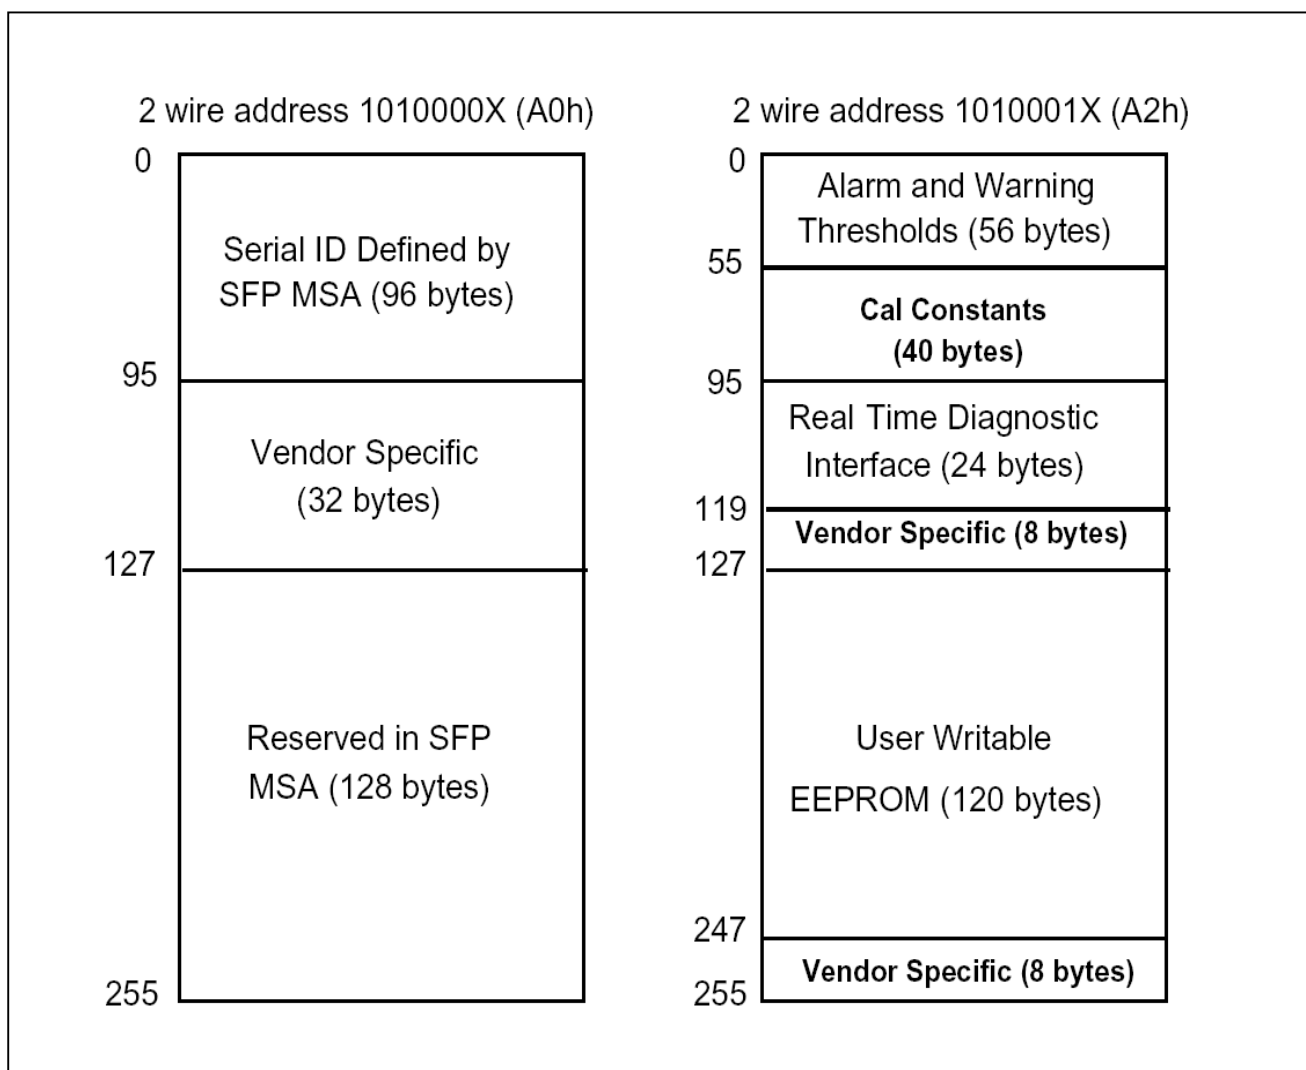 2 wire address 1010000X (A0h)
0
Serial ID Defined by
SFP MSA (96 bytes)
95
Vendor Specific
(32 bytes)
127
Reserved in SFP
MSA (128 bytes)
255
2 wire address 1010001X (A2h)
0
Alarm and Warning
Thresholds (56 bytes)
55
Cal Constants
(40 bytes)
95
Real Time Diagnostic
Interface (24 bytes)
119
Vendor Specific (8 bytes)
127
User Writable
EEPROM (120 bytes)
247
Vendor Specific (8 bytes)
255